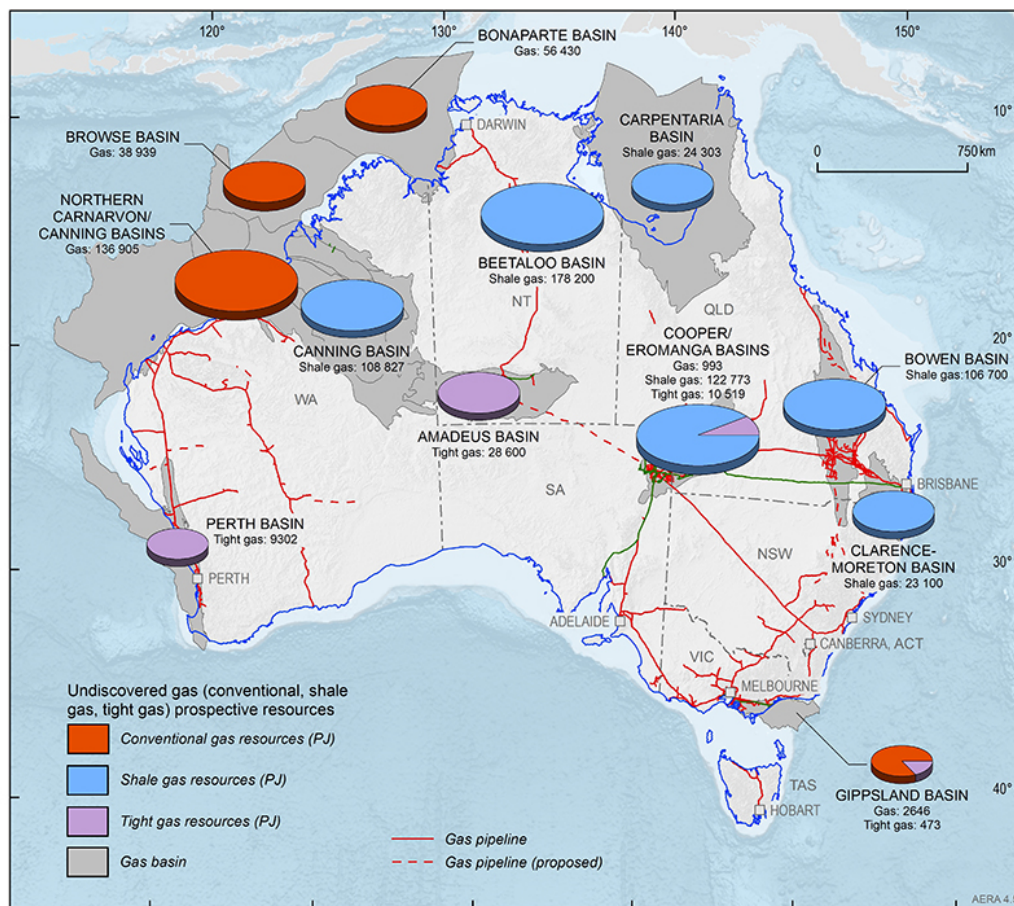 120°
130°
140°
150°
BONAPARTE BASIN
Gas: 56 430
10°
DARWIN
CARPENTARIA
BASIN
Shale gas: 24 303
BROWSE BASIN
Gas: 38 939
0
750 km
NORTHERN
CARNARVON/
CANNING BASINS
Gas: 136 905
BEETALOO BASIN
Shale gas: 178 200
NT
QLD
CANNING BASIN
Shale gas: 108 827
COOPER/
EROMANGA BASINS
Gas: 993
Shale gas: 122 773
Tight gas: 10 519
20°
BOWEN BASIN
Shale gas:106 700
WA
AMADEUS BASIN
Tight gas: 28 600
SA
BRISBANE
PERTH BASIN
Tight gas: 9302
NSW
CLARENCE-
MORETON BASIN
Shale gas: 23 100
30°
PERTH
ADELAIDE
SYDNEY
CANBERRA, ACT
VIC
MELBOURNE
Undiscovered gas (conventional, shale
gas, tight gas) prospective resources
Conventional gas resources (PJ)
Shale gas resources (PJ)
Tight gas resources (PJ)
Gas basin
Gas pipeline
Gas pipeline (proposed)
TAS
HOBART
40°
GIPPSLAND BASIN
Gas: 2646
Tight gas: 473